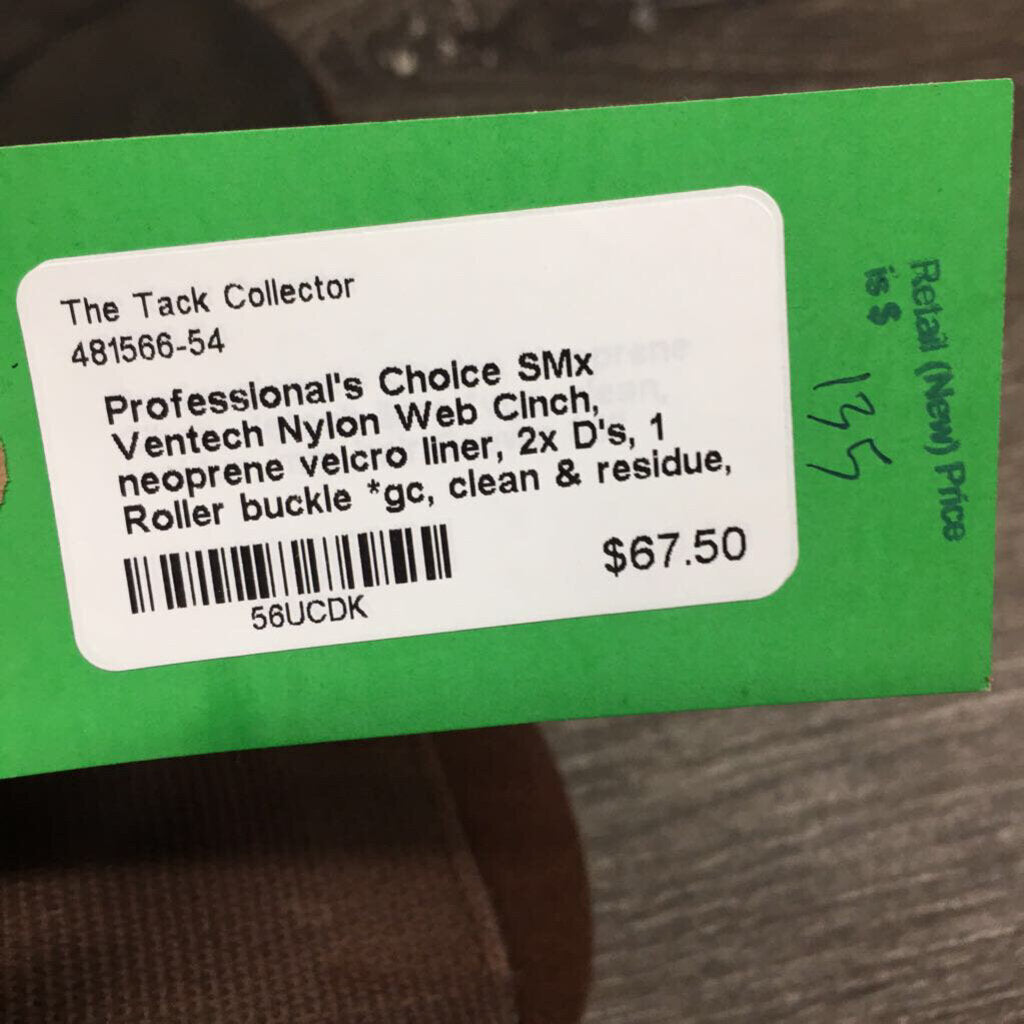 The Tack Collector
481566-54
Professional's Choice SMx
Ventech Nylon Web Cinch,
neoprene velcro liner, 2x D's, 1
Roller buckle *gc, clean & residue,
$67.50
56UCDK
Retail (New) Price
is $
135